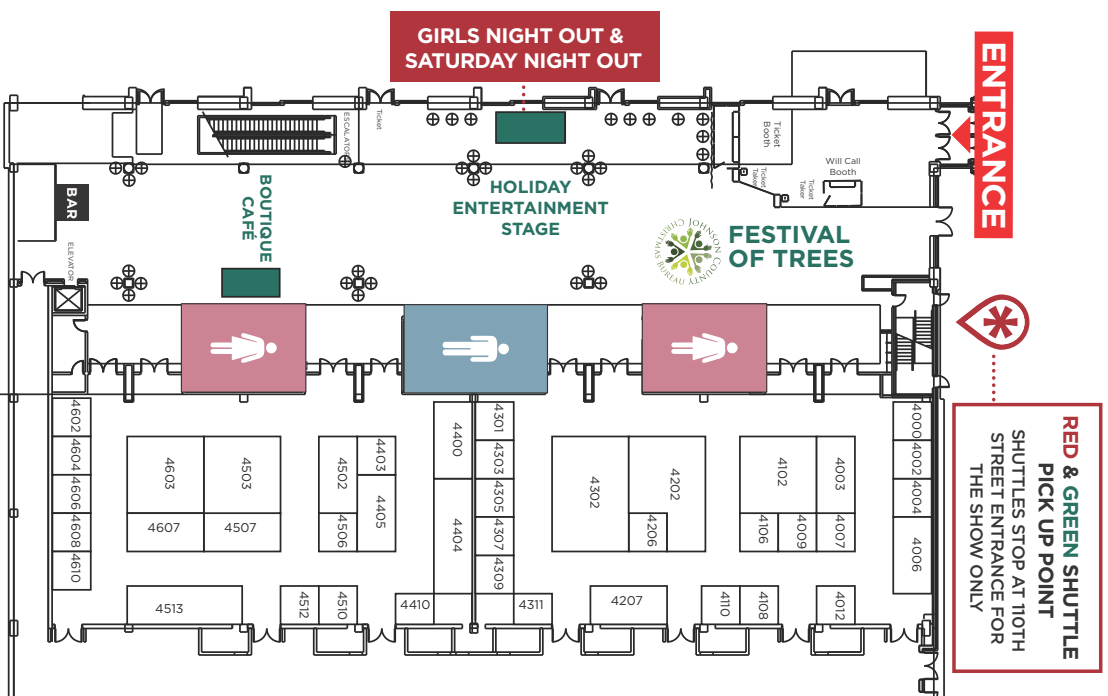 GIRLS NIGHT OUT &
SATURDAY NIGHT OUT
ENTRANCE
ESCALATOR
Ticket
Ticket
Booth
Will Call
Booth
Ticket
Taker
Ticket
Taker
BAR
BOUTIQUE
CAFÉ
HOLIDAY
ENTERTAINMENT
STAGE
JOHNSON COUNTY
CHRISTMAS BUREAU
FESTIVAL
OF TREES
ELEVATOR
RED & GREEN SHUTTLE
PICK UP POINT
SHUTTLES STOP AT 110TH
STREET ENTRANCE FOR
THE SHOW ONLY
4602
4604
4606
4608
4610
4603
4503
4607
4507
4513
4502
4403
4405
4506
4512
4510
4400
4404
4410
4301
4303
4305
4307
4309
4311
4302
4202
4206
4207
4102
4003
4106
4009
4007
4110
4108
4012
4000
4002
4004
4006